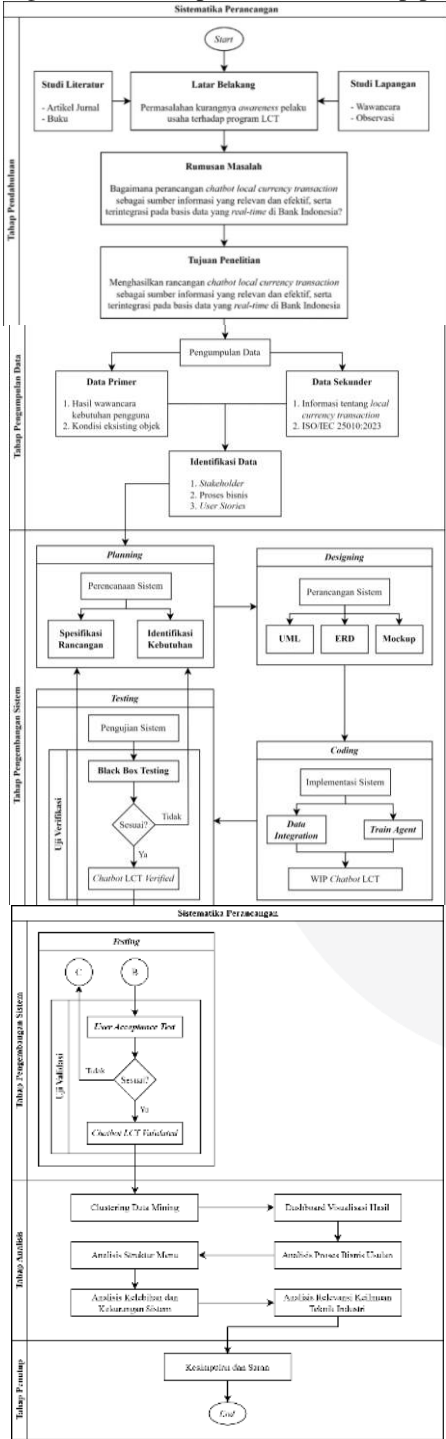 Sistematika Perancangan
Tahap Pendahuluan
Start
Studi Literatur
- Artikel Jurnal
- Buku
Latar Belakang
Permasalahan kurangnya awareness pelaku
usaha terhadap program LCT
Studi Lapangan
- Wawancara
- Observasi
Rumusan Masalah
Bagaimana perancangan chatbot local currency transaction
sebagai sumber informasi yang relevan dan efektif, serta
terintegrasi pada basis data yang real-time di Bank Indonesia?
Tujuan Penelitian
Menghasilkan rancangan chatbot local currency transaction
sebagai sumber informasi yang relevan dan efektif, serta
terintegrasi pada basis data yang real-time di Bank Indonesia
Tahap Pengumpulan Data
Pengumpulan Data
Data Primer
1. Hasil wawancara
kebutuhan pengguna
2. Kondisi eksisting objek
Data Sekunder
1. Informasi tentang local
currency transaction
2. ISO/IEC 25010:2023
Identifikasi Data
1. Stakeholder
2. Proses bisnis
3. User Stories
Tahap Pengembangan Sistem
Planning
Perencanaan Sistem
Spesifikasi
Rancangan
Identifikasi
Kebutuhan
Designing
Perancangan Sistem
UML
ERD
Mockup
Testing
Pengujian Sistem
Uji Verifikasi
Black Box Testing
Sesuai?
Tidak
Ya
Chatbot LCT Verified
Coding
Implementasi Sistem
Data
Integration
Train Agent
WIP Chatbot LCT
Sistematika Perancangan
Tahap Pengembangan Sistem
Testing
C
B
Uji Validasi
User Acceptance Test
Sesuai?
Tidak
Ya
Chatbot LCT Validated
Tahap Analisis
Clustering Data Mining
Dashboard Visualisasi Hasil
Analisis Struktur Menu
Analisis Proses Bisnis Usulan
Analisis Kelebihan dan
Kekurangan Sistem
Analisis Relevansi Keilmuan
Teknik Industri
Tahap Penutup
Kesimpulan dan Saran
End